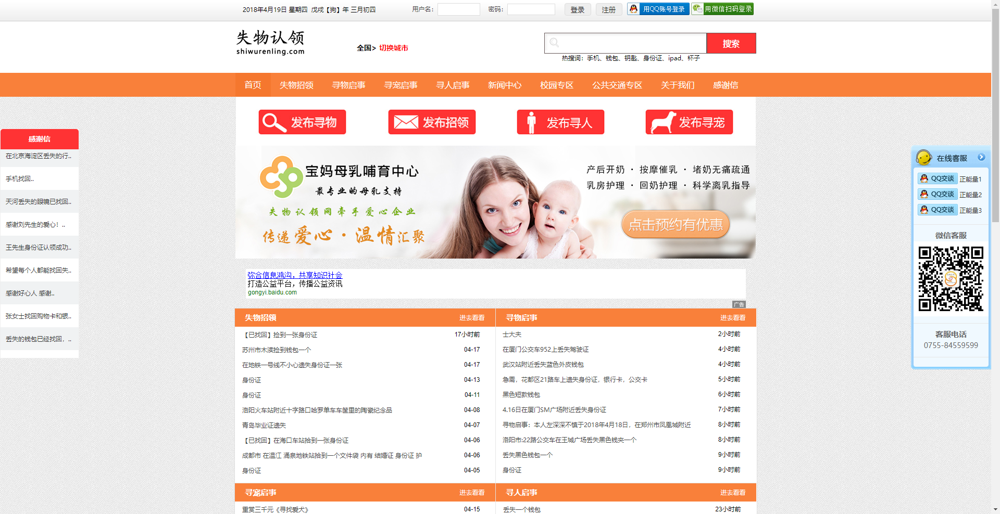 2018年4月19日 星期四 戊戌【狗】年 三月初四
用户名：
密码：
登录
注册
用QQ账号登录
用微信扫码登录
失物认领
shiwurenling.com
全国> 切换城市
搜索
热搜词：手机、钱包、钥匙、身份证、ipad、杯子
首页 失物招领 寻物启事 寻宠启事 寻人启事 新闻中心 校园专区 公共交通专区 关于我们 感谢信
发布寻物
发布招领
发布寻人
发布寻宠
感谢信
在北京海淀区丢失的行..
手机找回..
天河丢失的眼镜已找回..
感谢刘先生的爱心！..
王先生身份证认领成功..
希望每个人都能找回失..
感谢好心人 感谢..
张女士找回购物卡和银..
丢失的钱包已经找回，..
宝妈母乳哺育中心
最专业的母乳支持
失物认领网牵手爱心企业
传递爱心·温情汇聚
产后开奶 · 按摩催乳 · 堵奶无痛疏通
乳房护理 · 回奶护理 · 科学离乳指导
点击预约有优惠
弥合信息鸿沟，共享知识社会
打造公益平台，传播公益资讯
gongyi.baidu.com
广告
失物招领 进去看看
【已找回】捡到一张身份证 17小时前
苏州市木渎捡到钱包一个 04-17
在地铁一号线不小心遗失身份证一张 04-17
身份证 04-13
身份证 04-11
洛阳火车站附近十字路口哈罗单车车筐里的陶瓷纪念品 04-08
青岛毕业证遗失 04-07
【已找回】在海口车站拾到一张身份证 04-06
成都市 在温江 涌泉地铁站拾到一个文件袋 内有 结婚证 身份证 护 04-06
身份证 04-05
寻物启事 进去看看
士大夫 2小时前
在厦门公交车952上丢失驾驶证 4小时前
武汉站附近丢失蓝色外皮钱包 4小时前
急需，花都区21路车上遗失身份证，银行卡，公交卡 5小时前
黑色短款钱包 6小时前
4.16日在厦门SM广场附近丢失身份证 7小时前
寻物启事：本人左深深不慎于2018年4月18日，在郑州市凤凰城附近 8小时前
洛阳市:22路公交车在王城广场丢失黑色钱夹一个 8小时前
丢失黑色钱包一个 9小时前
身份证 9小时前
寻宠启事 进去看看
重赏三千元《寻找爱犬》 04-15
寻人启事 进去看看
丢失一个钱包 23小时前
在线客服
QQ交谈 正能量1
QQ交谈 正能量2
QQ交谈 正能量3
微信客服
客服电话
0755-84559599